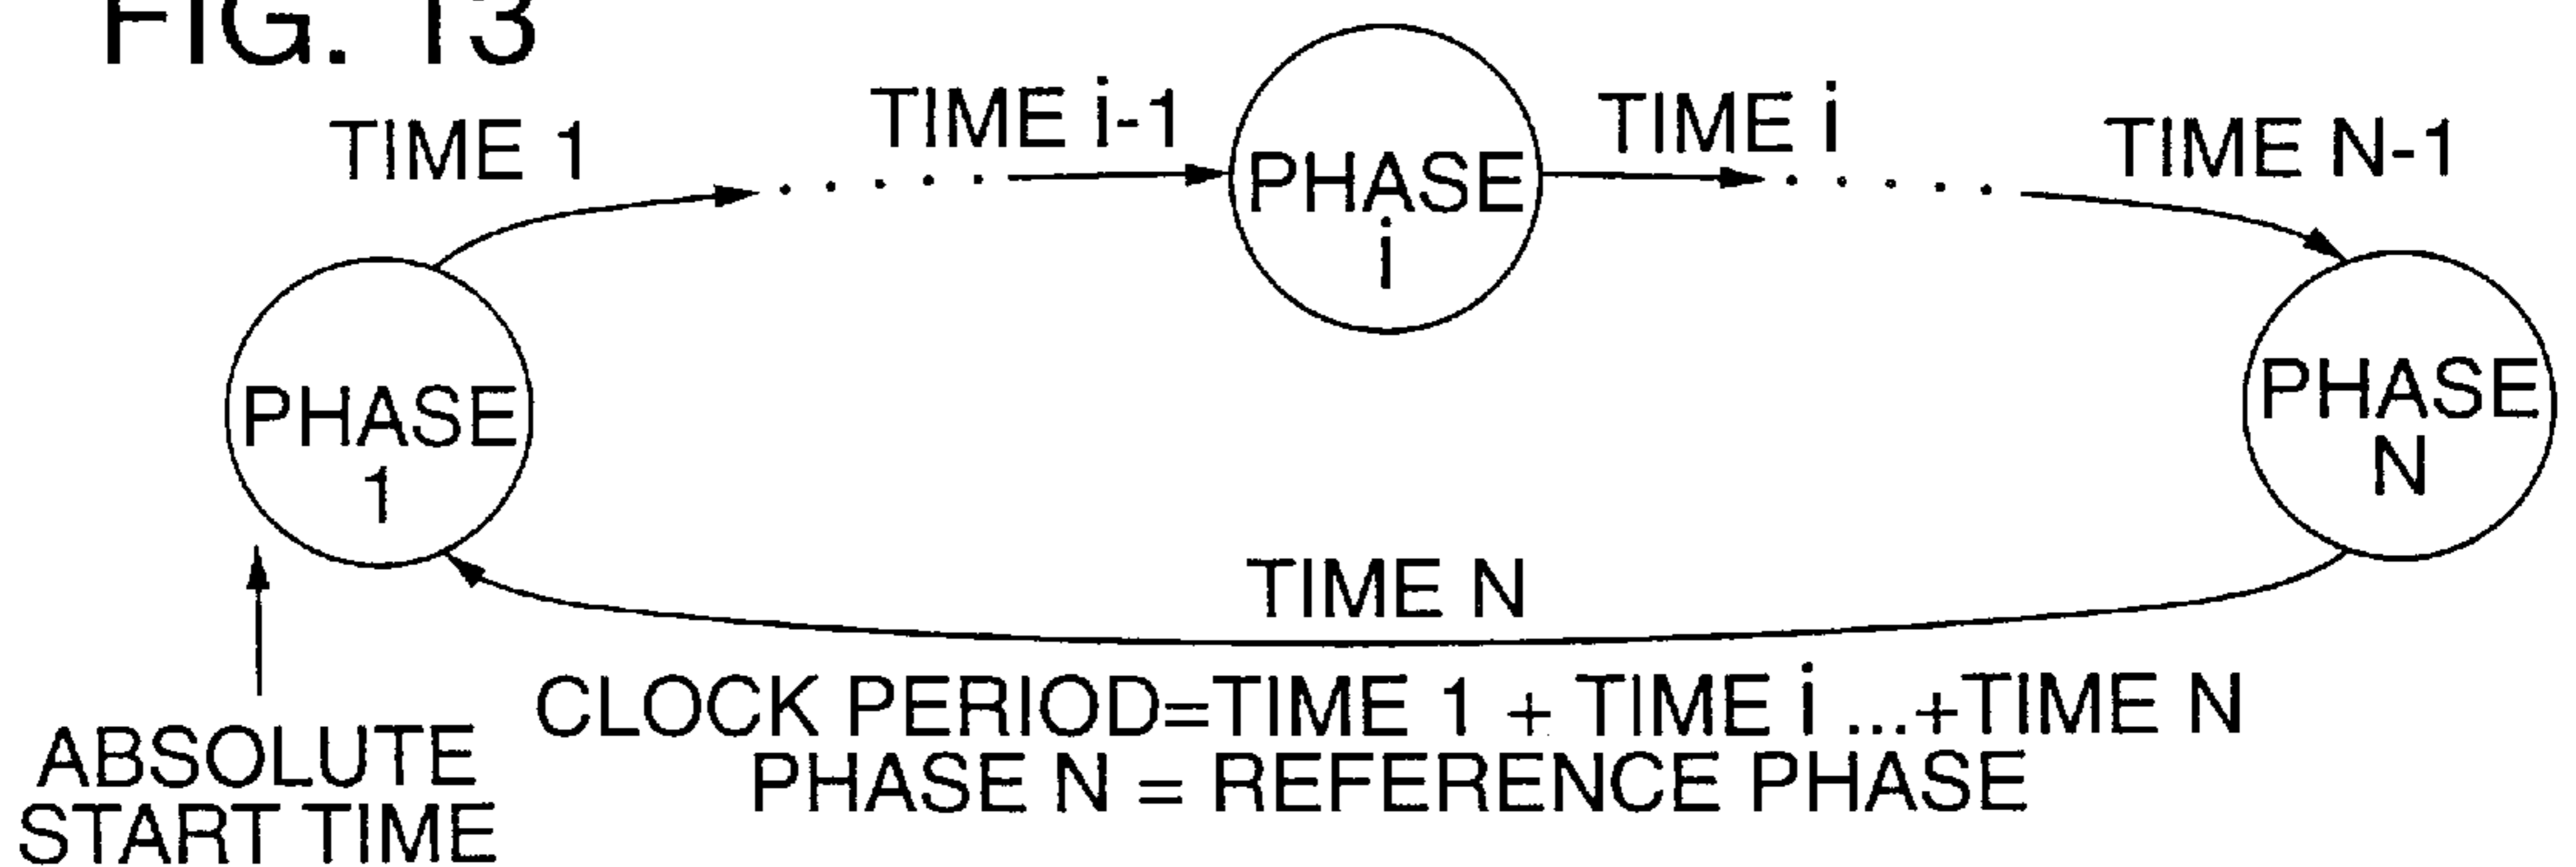 FIG. 13
TIME 1
TIME i-1
TIME i
TIME N-1
PHASE
i
PHASE
1
PHASE
N
TIME N
CLOCK PERIOD=TIME 1 + TIME i ...+TIME N
PHASE N = REFERENCE PHASE
ABSOLUTE
START TIME